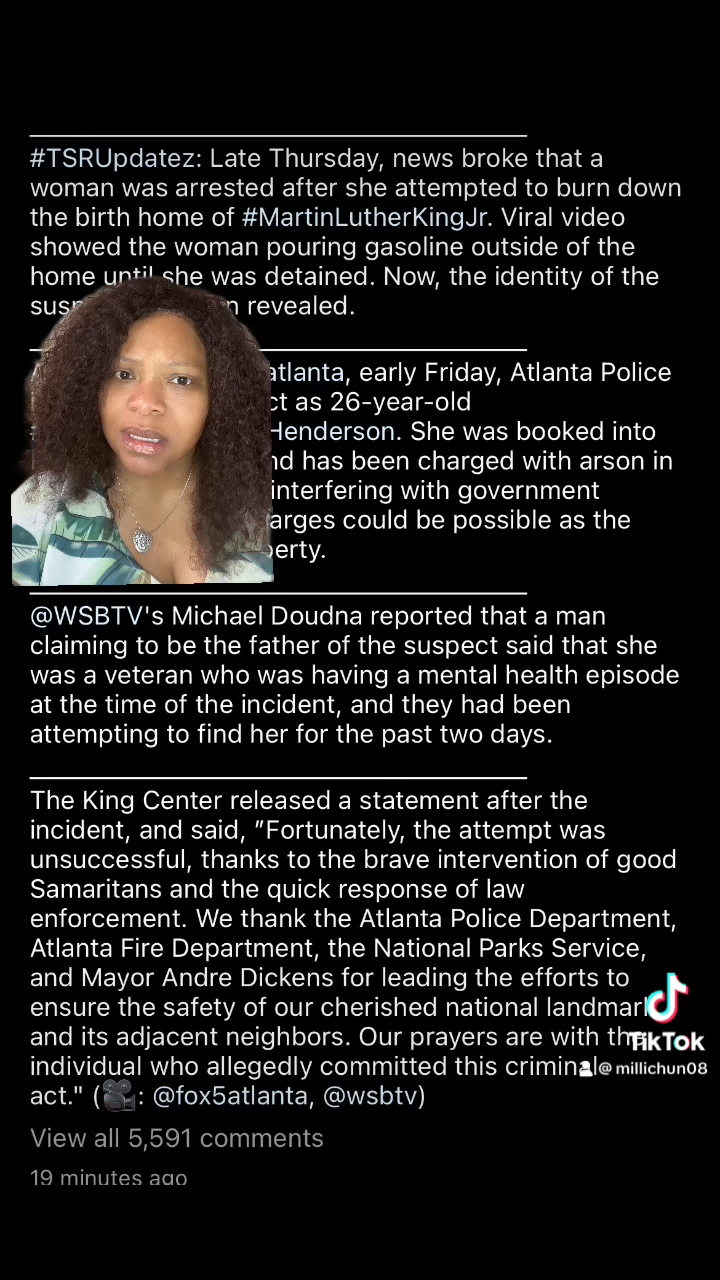 #TSRUpdatez: Late Thursday, news broke that a
woman was arrested after she attempted to burn down
the birth home of #MartinLutherKingJr. Viral video
showed the woman pouring gasoline outside of the
home until she was detained. Now, the identity of the
revealed.
atlanta, early Friday, Atlanta Police
as 26-year-old
Henderson. She was booked into
has been charged with arson in
interfering with government
could be possible as the
@WSBTV's Michael Doudna reported that a man
claiming to be the father of the suspect said that she
was a veteran who was having a mental health episode
at the time of the incident, and they had been
attempting to find her for the past two days.
The King Center released a statement after the
incident, and said, "Fortunately, the attempt was
unsuccessful, thanks to the brave intervention of good
Samaritans and the quick response of law
enforcement. We thank the Atlanta Police Department,
Atlanta Fire Department, the National Parks Service,
and Mayor Andre Dickens for leading the efforts to
ensure the safety of our cherished national landmark
and its adjacent neighbors. Our prayers are with the
individual who allegedly committed this criminal
act." (🎥: @fox5atlanta, @wsbtv)
View all 5,591 comments
19 minutes ago
TikTok
@millichun08